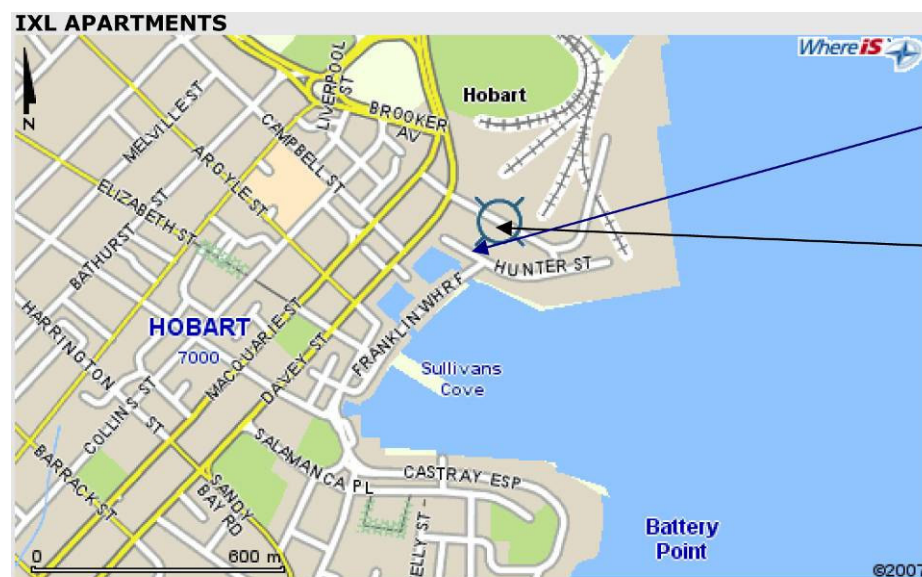 IXL APARTMENTS
WhereiS
N
MELVILLE ST
LIVERPOOL ST
BROOKER AV
Hobart
CAMPBELL ST
ARGYLE ST
ELIZABETH ST
BATHURST ST
HUNTER ST
FRANKLIN WHRF
HARRINGTON ST
HOBART
7000
MACQUARIE ST
DAVEY ST
Sullivans
Cove
COLLINS ST
SALAMANCA PL
CASTRAY ESP
BARRACK ST
SANDY BAY RD
ELLY ST
Battery
Point
0 600 m
©2007